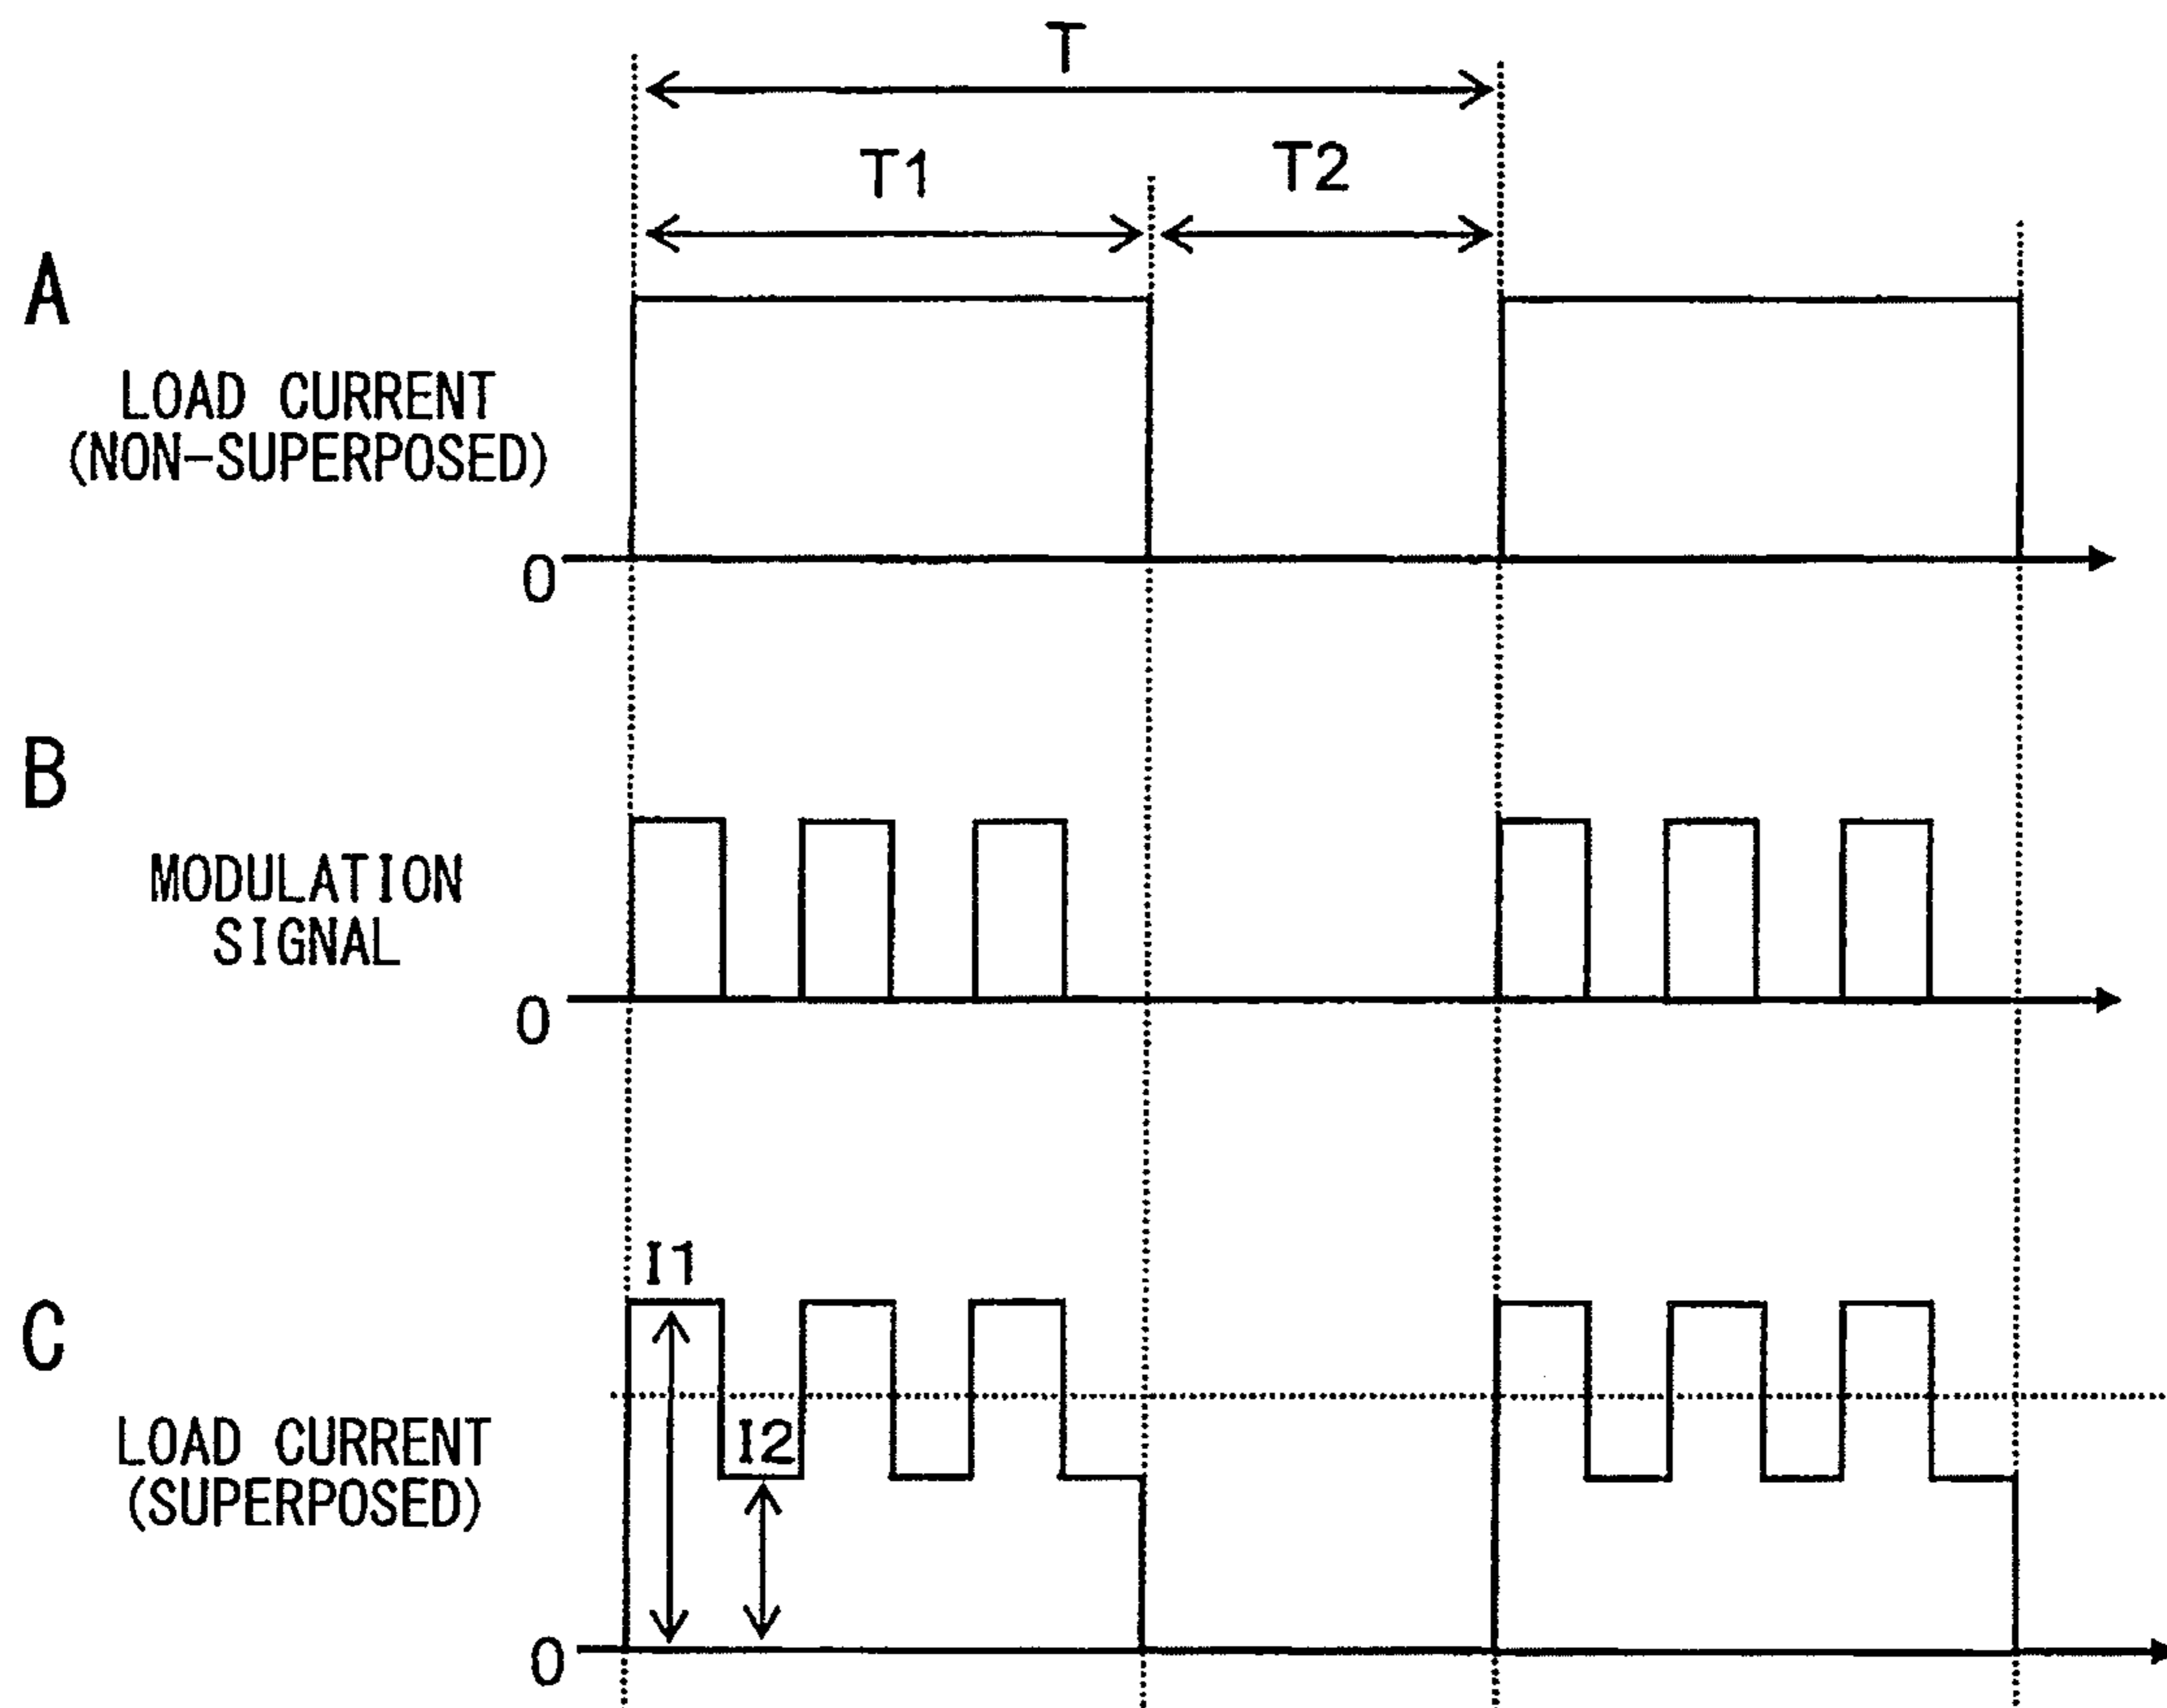 T
T1
T2
A
LOAD CURRENT
(NON-SUPERPOSED)
0
B
MODULATION
SIGNAL
0
I1
C
I2
LOAD CURRENT
(SUPERPOSED)
0